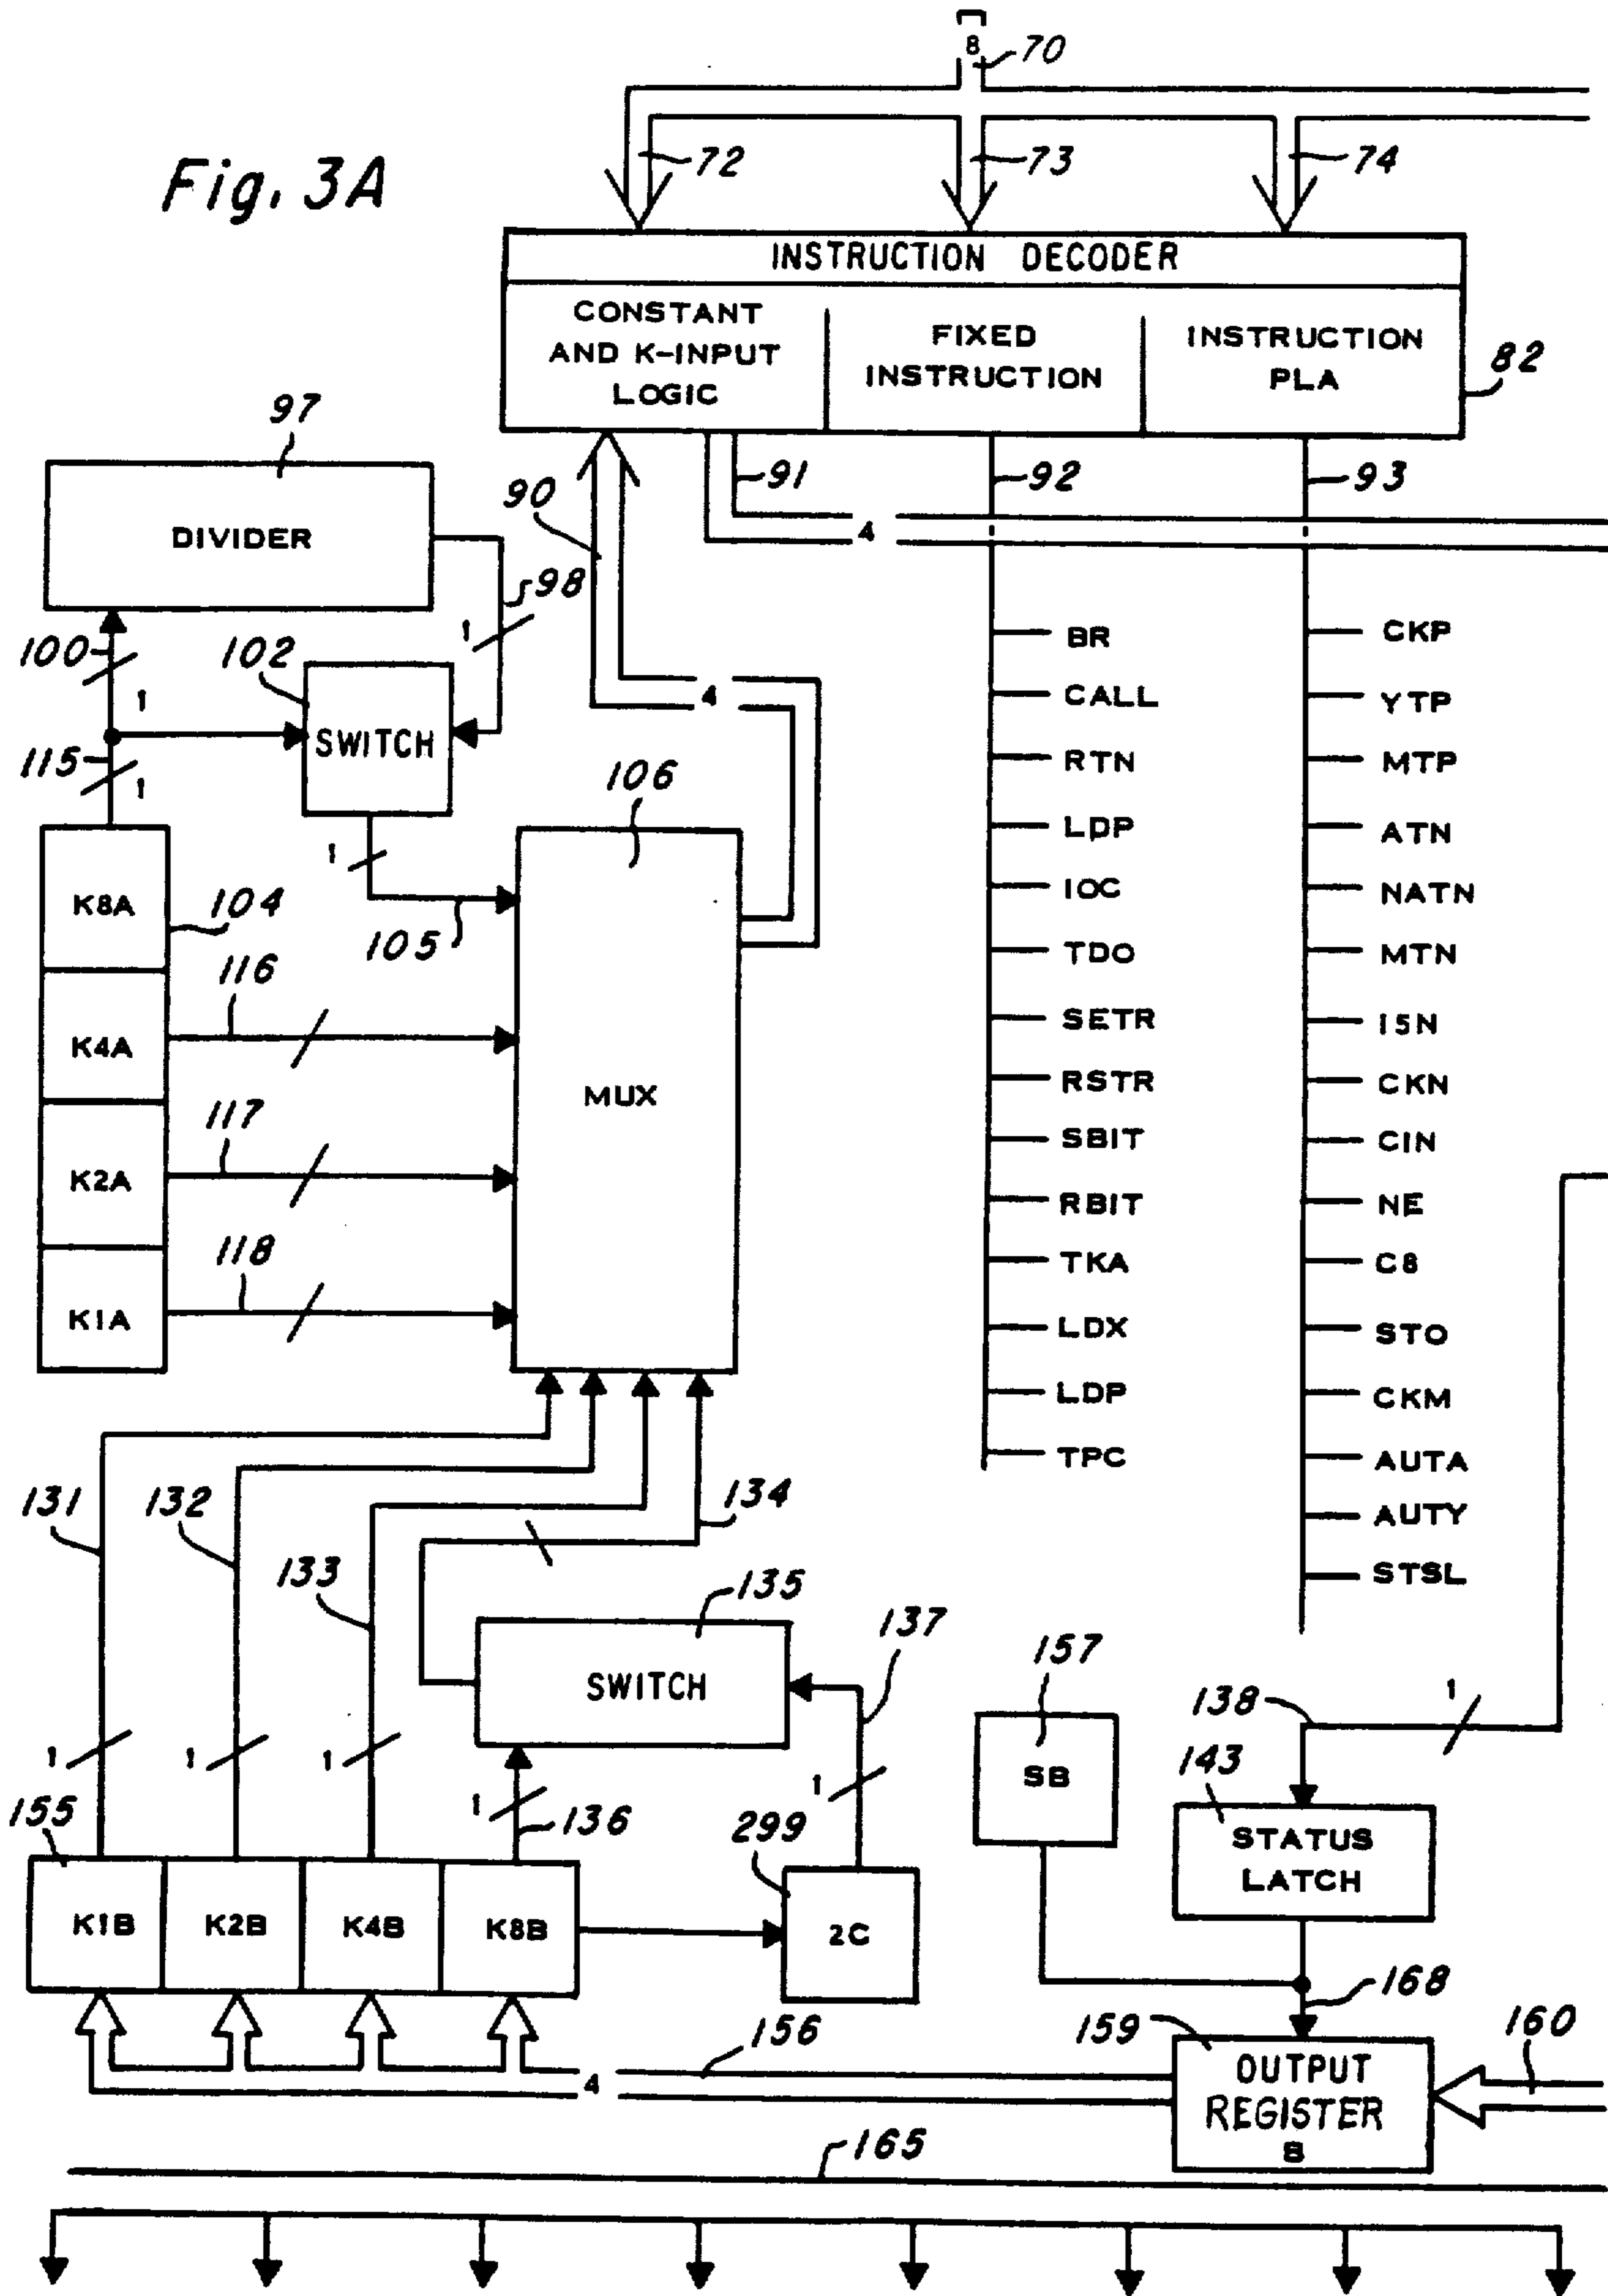 8 70
Fig. 3A
72 73 74
INSTRUCTION DECODER
CONSTANT
AND K-INPUT
LOGIC
FIXED
INSTRUCTION
INSTRUCTION
PLA
82
97
DIVIDER
90 91 92 93
4
98
1
100
1
102
SWITCH
4
115
1
1
105
106
MUX
K8A
104
K4A
116
K2A
117
K1A
118
BR
CALL
RTN
LDP
IOC
TDO
SETR
RSTR
SBIT
RBIT
TKA
LDX
LDP
TPC
CKP
YTP
MTP
ATN
NATN
MTN
15N
CKN
CIN
NE
C8
STO
CKM
AUTA
AUTY
STSL
131 132 133 134
135
SWITCH
137
157
SB
138
1
1 1 1 1 1
136
143
STATUS
LATCH
155
299
K1B K2B K4B K8B
2C
168
156
4
159
OUTPUT
REGISTER
8
160
165